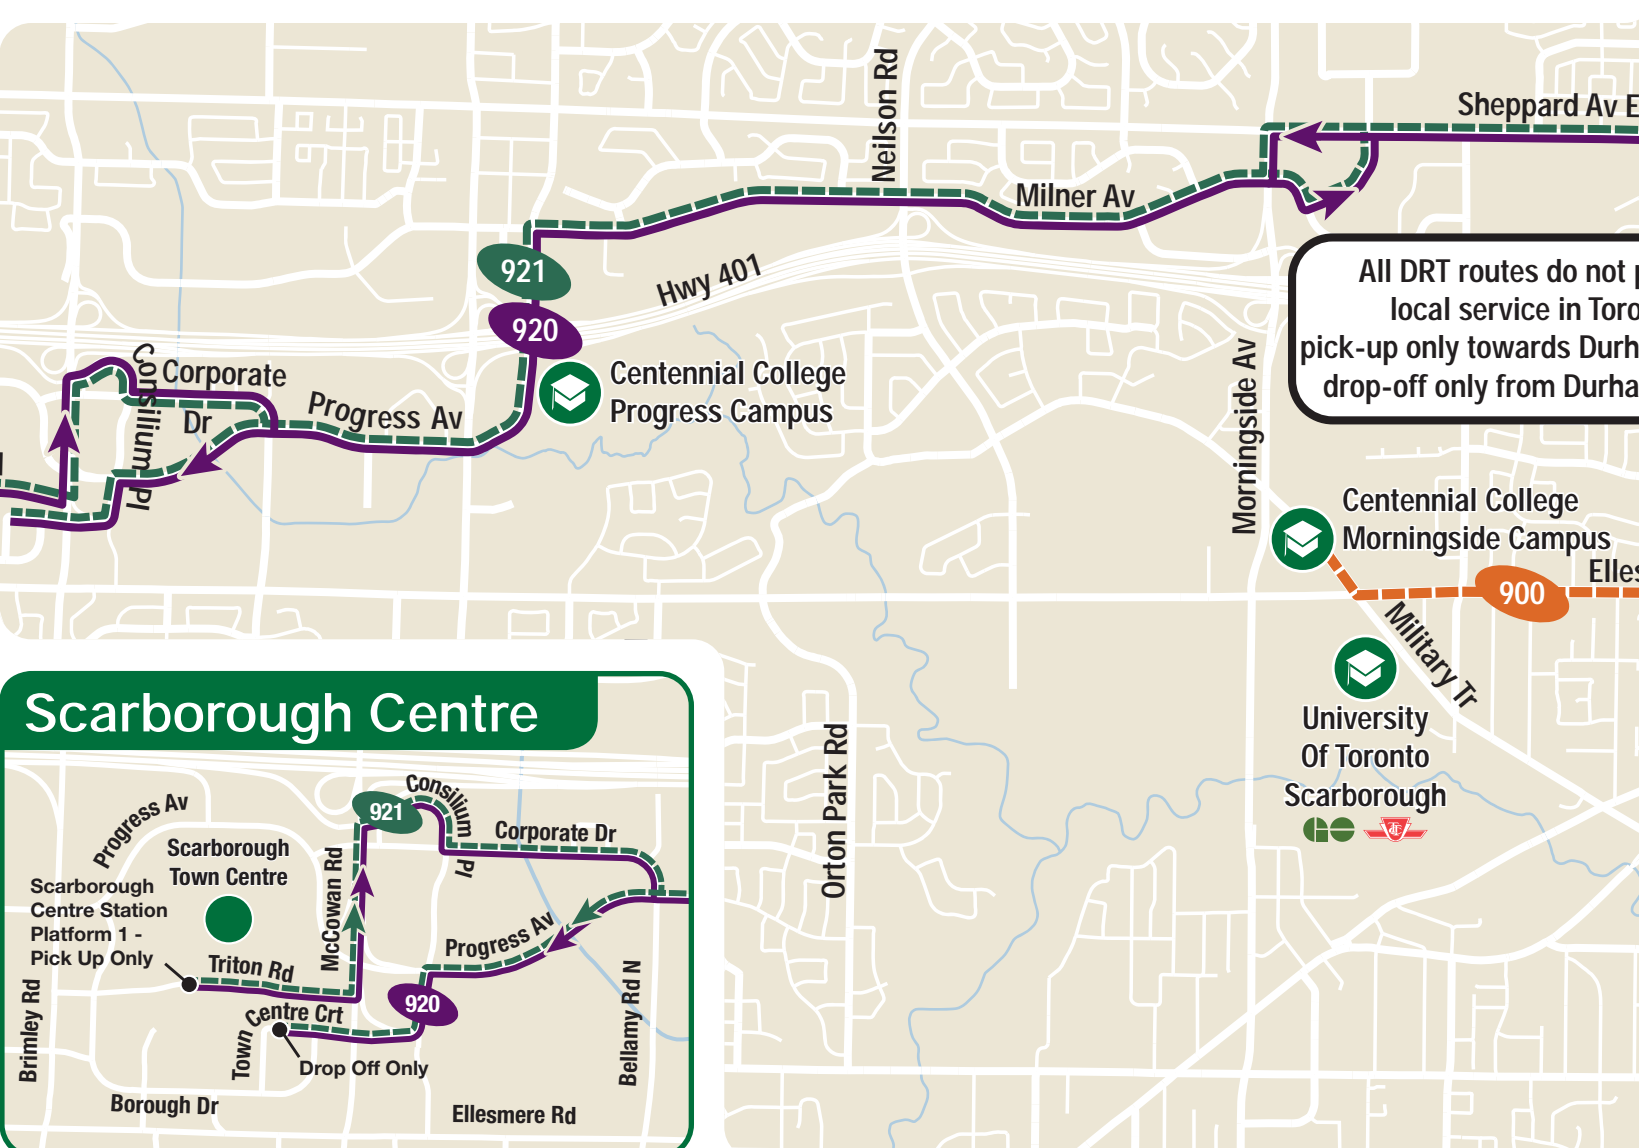 Sheppard Av E
Neilson Rd
Milner Av
921
Hwy 401
920
All DRT routes do not p
local service in Toro
pick-up only towards Durh
drop-off only from Durha
Consilium Pl
Corporate
Dr
Progress Av
Centennial College
Progress Campus
Morningside Av
Centennial College
Morningside Campus
Elles
900
Military Tr
University
Of Toronto
Scarborough
GO
TTC
Orton Park Rd
Scarborough Centre
Progress Av
921
Consilium Pl
Corporate Dr
Scarborough
Town Centre
Scarborough
Centre Station
Platform 1 -
Pick Up Only
McCowan Rd
Triton Rd
Progress Av
920
Brimley Rd
Town Centre Crt
Drop Off Only
Bellamy Rd N
Borough Dr
Ellesmere Rd